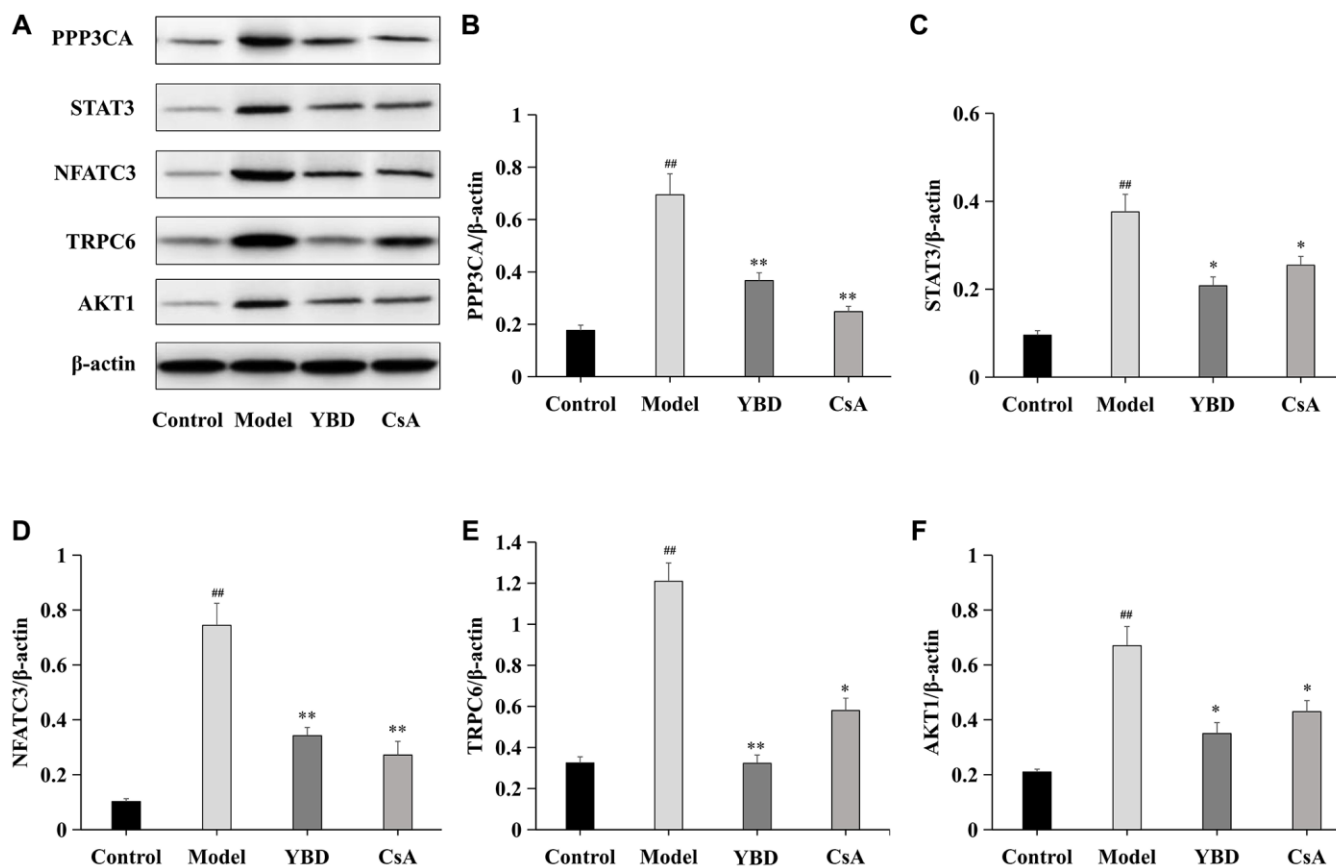 A
PPP3CA
STAT3
NFATC3
TRPC6
AKT1
β-actin
Control Model YBD CsA
B
PPP3CA/β-actin
1
0.8
0.6
0.4
0.2
0
##
**
**
Control Model YBD CsA
C
STAT3/β-actin
0.6
0.4
0.2
0
##
*
*
Control Model YBD CsA
D
NFATC3/β-actin
1
0.8
0.6
0.4
0.2
0
##
**
**
Control Model YBD CsA
E
TRPC6/β-actin
1.4
1.2
1
0.8
0.6
0.4
0.2
0
##
**
*
Control Model YBD CsA
F
AKT1/β-actin
1
0.8
0.6
0.4
0.2
0
##
*
*
Control Model YBD CsA